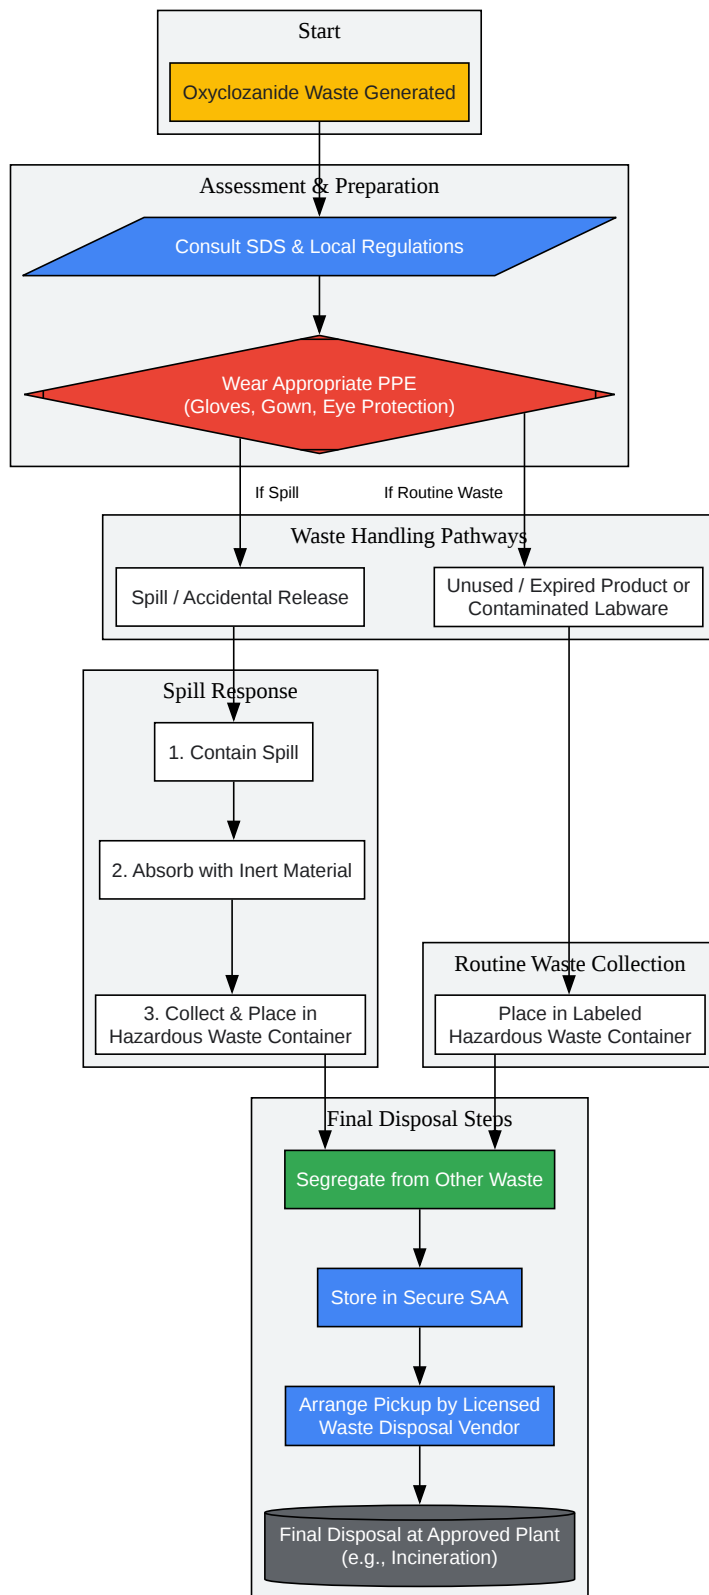 Start
Oxyclozanide Waste Generated
Assessment & Preparation
Consult SDS & Local Regulations
Wear Appropriate PPE
(Gloves, Gown, Eye Protection)
If Spill
If Routine Waste
Waste Handling Pathways
Spill / Accidental Release
Unused / Expired Product or
Contaminated Labware
Spill Response
1. Contain Spill
2. Absorb with Inert Material
Routine Waste Collection
3. Collect & Place in
Hazardous Waste Container
Place in Labeled
Hazardous Waste Container
Final Disposal Steps
Segregate from Other Waste
Store in Secure SAA
Arrange Pickup by Licensed
Waste Disposal Vendor
Final Disposal at Approved Plant
(e.g., Incineration)